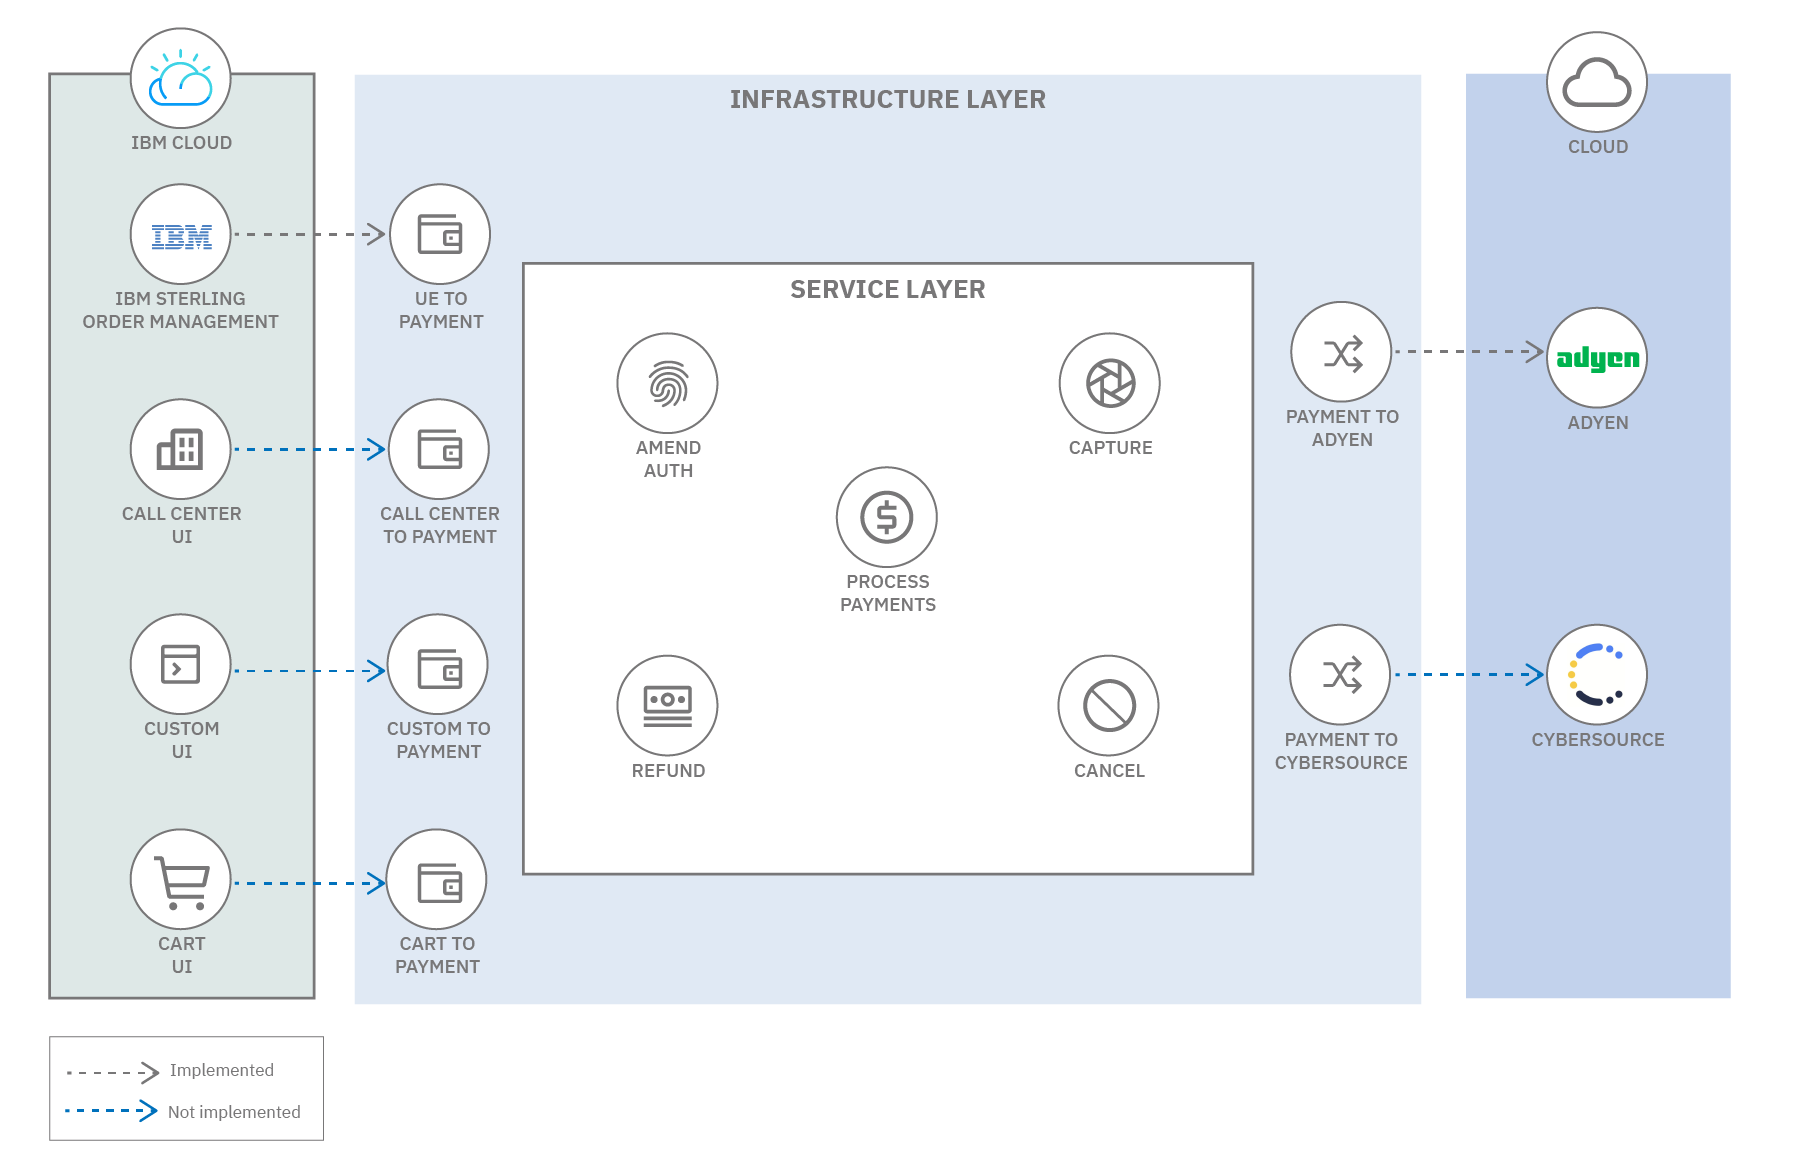 IBM CLOUD
IBM
IBM STERLING
ORDER MANAGEMENT
CALL CENTER
UI
CUSTOM
UI
CART
UI
INFRASTRUCTURE LAYER
UE TO
PAYMENT
CALL CENTER
TO PAYMENT
CUSTOM TO
PAYMENT
CART TO
PAYMENT
SERVICE LAYER
AMEND
AUTH
CAPTURE
PROCESS
PAYMENTS
REFUND
CANCEL
PAYMENT TO
ADYEN
PAYMENT TO
CYBERSOURCE
CLOUD
adyen
ADYEN
CYBERSOURCE
Implemented
Not implemented